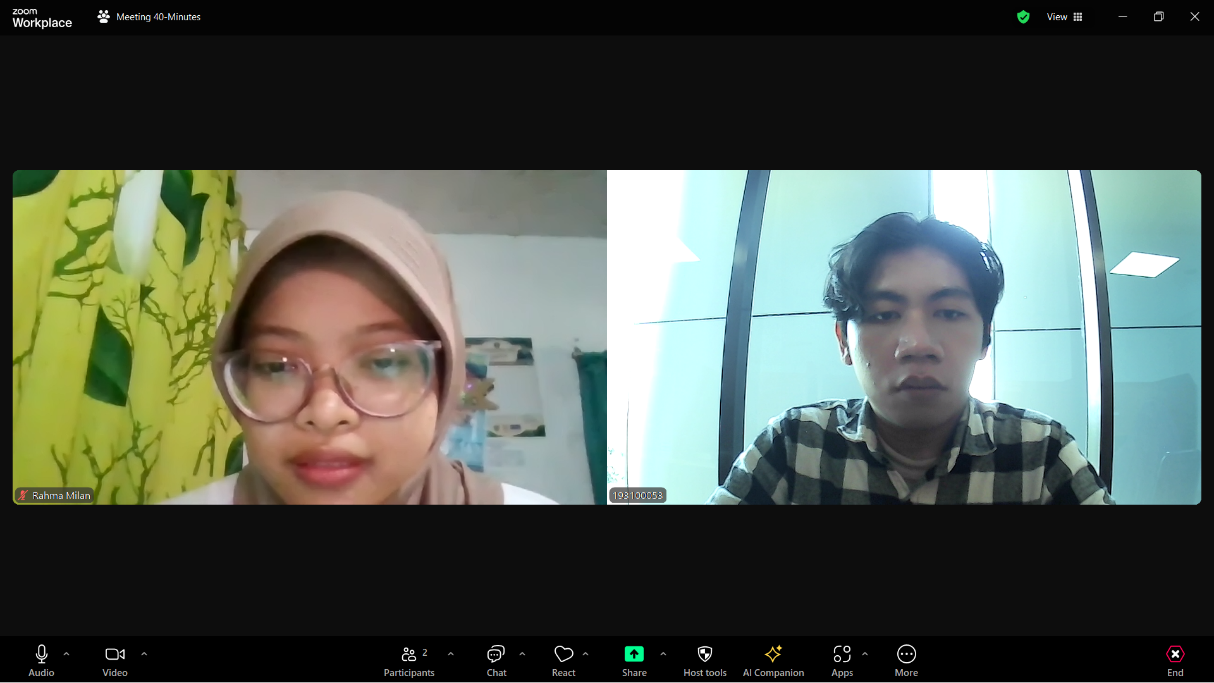 zoom
Workplace
Meeting 40-Minutes
View
Rahma Milan
193100053
Audio
Video
2
Participants
Chat
React
Share
Host tools
AI Companion
Apps
More
End